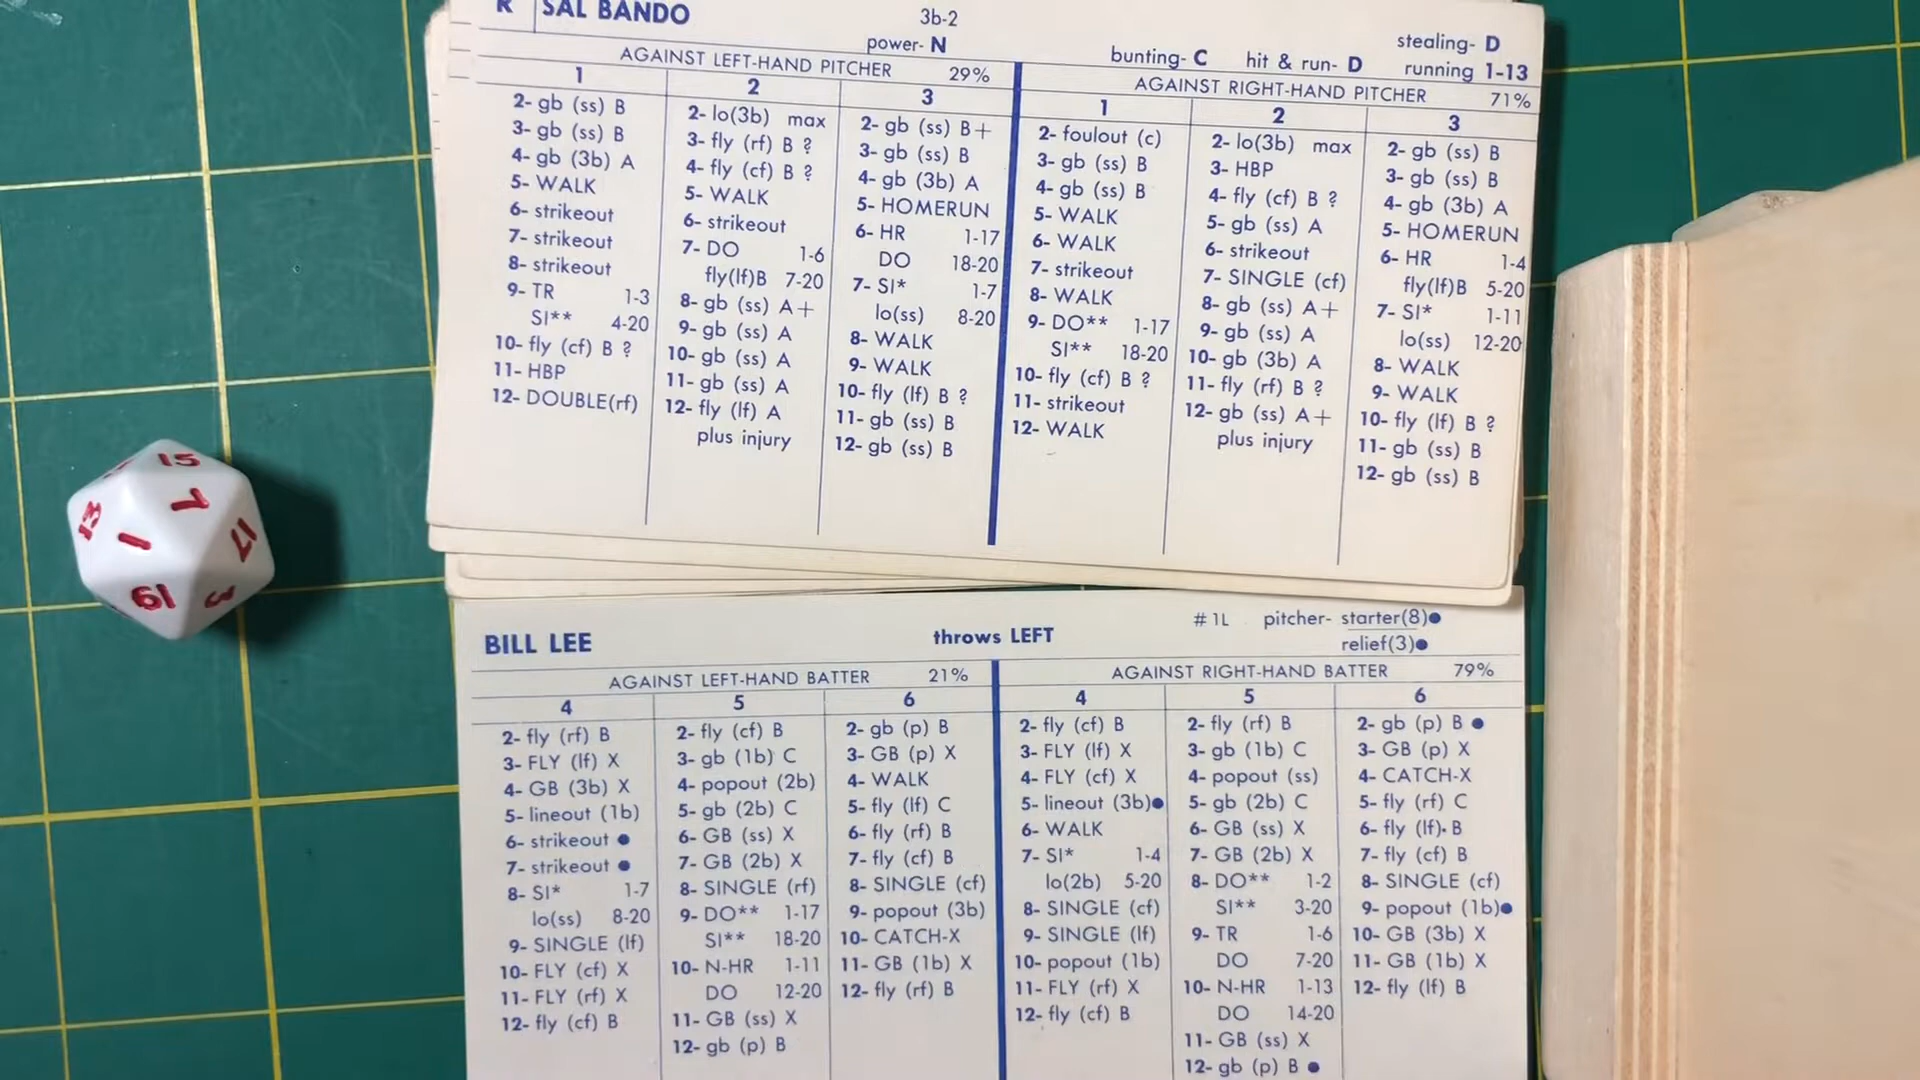 R SAL BANDO 3b-2
stealing- D
power- N bunting- C hit & run- D running 1-13
AGAINST LEFT-HAND PITCHER 29%
AGAINST RIGHT-HAND PITCHER 71%
1
2- gb (ss) B
3- gb (ss) B
4- gb (3b) A
5- WALK
6- strikeout
7- strikeout
8- strikeout
9- TR 1-3
SI** 4-20
10- fly (cf) B ?
11- HBP
12- DOUBLE(rf)
2
2- lo(3b) max
3- fly (rf) B ?
4- fly (cf) B ?
5- WALK
6- strikeout
7- DO 1-6
fly(lf)B 7-20
8- gb (ss) A+
9- gb (ss) A
10- gb (ss) A
11- gb (ss) A
12- fly (lf) A
plus injury
3
2- gb (ss) B+
3- gb (ss) B
4- gb (3b) A
5- HOMERUN
6- HR 1-17
DO 18-20
7- SI* 1-7
lo(ss) 8-20
8- WALK
9- WALK
10- fly (lf) B ?
11- gb (ss) B
12- gb (ss) B
1
2- foulout (c)
3- gb (ss) B
4- gb (ss) B
5- WALK
6- WALK
7- strikeout
8- WALK
9- DO** 1-17
SI** 18-20
10- fly (cf) B ?
11- strikeout
12- WALK
2
2- lo(3b) max
3- HBP
4- fly (cf) B ?
5- gb (ss) A
6- strikeout
7- SINGLE (cf)
8- gb (ss) A+
9- gb (ss) A
10- gb (3b) A
11- fly (rf) B ?
12- gb (ss) A+
plus injury
3
2- gb (ss) B
3- gb (ss) B
4- gb (3b) A
5- HOMERUN
6- HR 1-4
fly(lf)B 5-20
7- SI* 1-11
lo(ss) 12-20
8- WALK
9- WALK
10- fly (lf) B ?
11- gb (ss) B
12- gb (ss) B
15
7
13
1
17
19
3
BILL LEE throws LEFT #1L pitcher- starter(8)●
relief(3)●
AGAINST LEFT-HAND BATTER 21%
AGAINST RIGHT-HAND BATTER 79%
4
2- fly (rf) B
3- FLY (lf) X
4- GB (3b) X
5- lineout (1b)
6- strikeout ●
7- strikeout ●
8- SI* 1-7
lo(ss) 8-20
9- SINGLE (lf)
10- FLY (cf) X
11- FLY (rf) X
12- fly (cf) B
5
2- fly (cf) B
3- gb (1b) C
4- popout (2b)
5- gb (2b) C
6- GB (ss) X
7- GB (2b) X
8- SINGLE (rf)
9- DO** 1-17
SI** 18-20
10- N-HR 1-11
DO 12-20
11- GB (ss) X
12- gb (p) B
6
2- gb (p) B
3- GB (p) X
4- WALK
5- fly (lf) C
6- fly (rf) B
7- fly (cf) B
8- SINGLE (cf)
9- popout (3b)
10- CATCH-X
11- GB (1b) X
12- fly (rf) B
4
2- fly (cf) B
3- FLY (lf) X
4- FLY (cf) X
5- lineout (3b)●
6- WALK
7- SI* 1-4
lo(2b) 5-20
8- SINGLE (cf)
9- SINGLE (lf)
10- popout (1b)
11- FLY (rf) X
12- fly (cf) B
5
2- fly (rf) B
3- gb (1b) C
4- popout (ss)
5- gb (2b) C
6- GB (ss) X
7- GB (2b) X
8- DO** 1-2
SI** 3-20
9- TR 1-6
DO 7-20
10- N-HR 1-13
DO 14-20
11- GB (ss) X
12- gb (p) B ●
6
2- gb (p) B ●
3- GB (p) X
4- CATCH-X
5- fly (rf) C
6- fly (lf) B
7- fly (cf) B
8- SINGLE (cf)
9- popout (1b)●
10- GB (3b) X
11- GB (1b) X
12- fly (lf) B